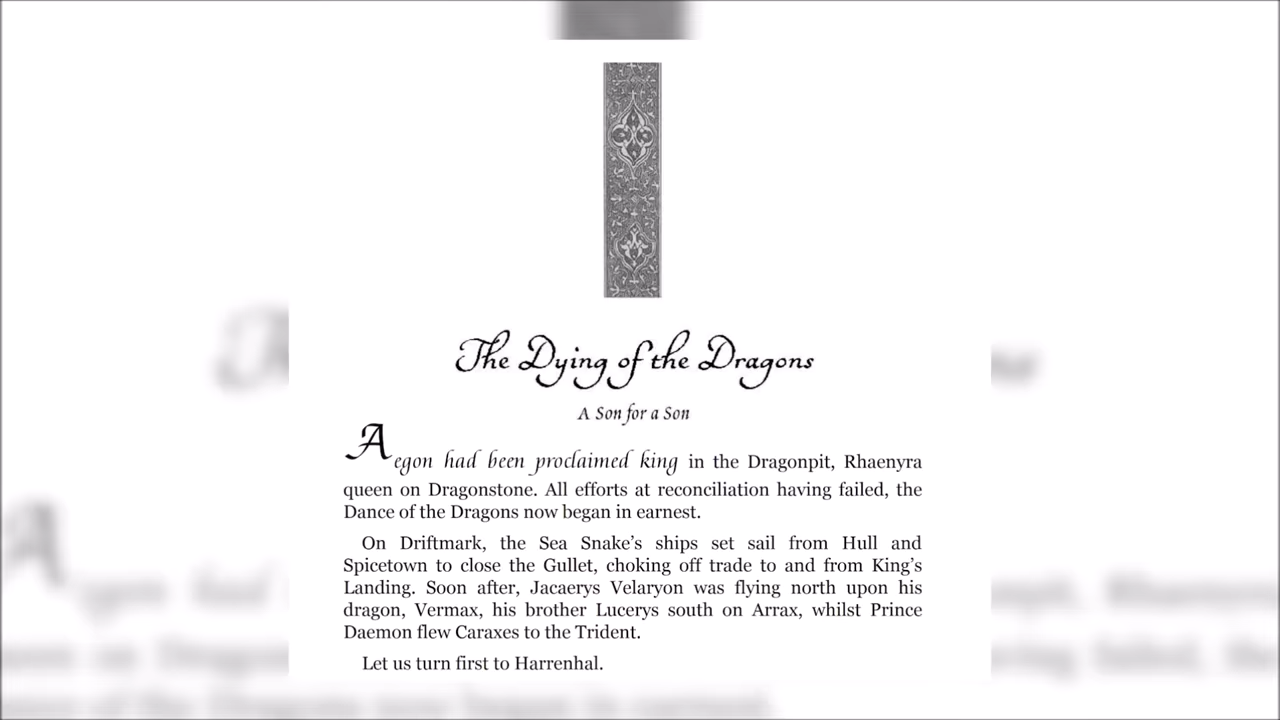 The Dying of the Dragons
A Son for a Son
Aegon had been proclaimed king in the Dragonpit, Rhaenyra
queen on Dragonstone. All efforts at reconciliation having failed, the
Dance of the Dragons now began in earnest.
On Driftmark, the Sea Snake’s ships set sail from Hull and
Spicetown to close the Gullet, choking off trade to and from King’s
Landing. Soon after, Jacaerys Velaryon was flying north upon his
dragon, Vermax, his brother Lucerys south on Arrax, whilst Prince
Daemon flew Caraxes to the Trident.
Let us turn first to Harrenhal.